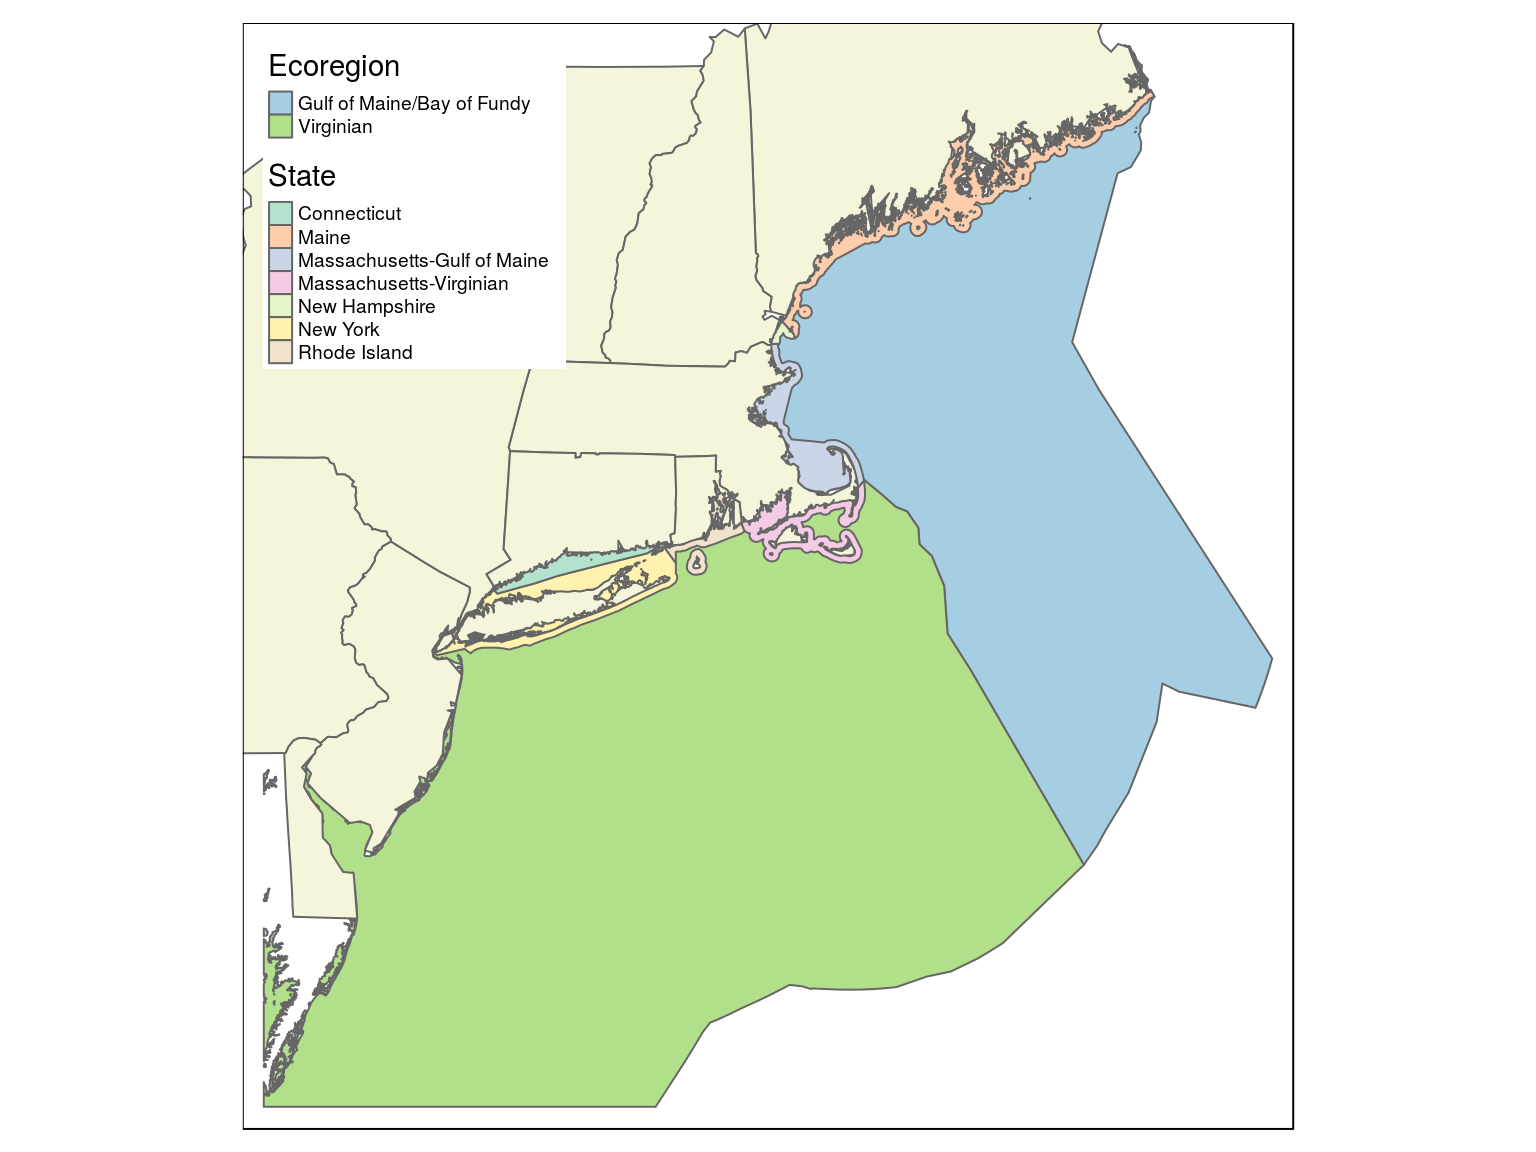 Ecoregion
Gulf of Maine/Bay of Fundy
Virginian
State
Connecticut
Maine
Massachusetts-Gulf of Maine
Massachusetts-Virginian
New Hampshire
New York
Rhode Island